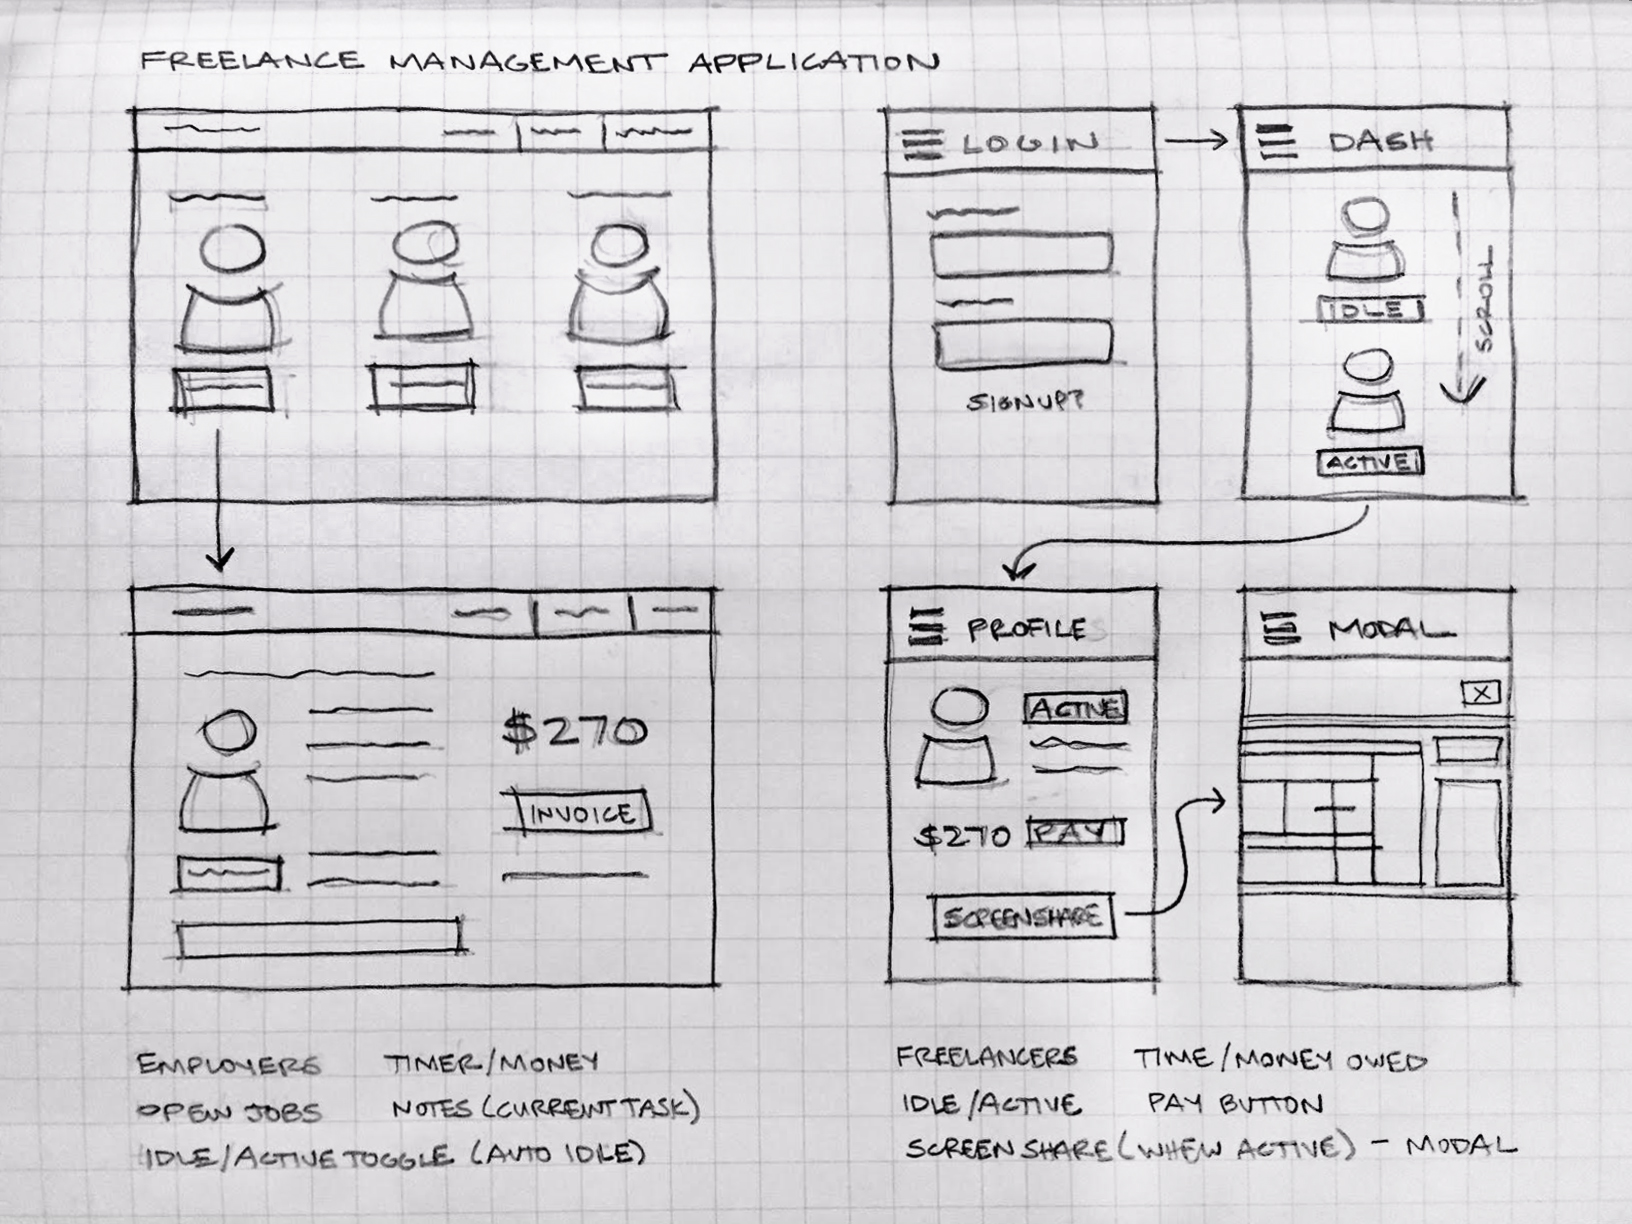 FREELANCE MANAGEMENT APPLICATION
LOGIN
SIGNUP?
DASH
IDLE
ACTIVE
SCROLL
$270
INVOICE
PROFILE
ACTIVE
$270 PAY
SCREENSHARE
MODAL
X
EMPLOYERS TIMER/MONEY
OPEN JOBS NOTES (CURRENT TASK)
IDLE/ACTIVE TOGGLE (AUTO IDLE)
FREELANCERS TIME/MONEY OWED
IDLE/ACTIVE PAY BUTTON
SCREEN SHARE (WHEN ACTIVE) - MODAL